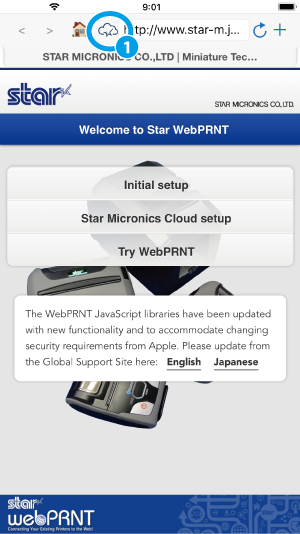 9:01
http://www.star-m.j...
1
STAR MICRONICS CO.,LTD | Miniature Tec...
star
STAR MICRONICS CO.,LTD.
Welcome to Star WebPRNT
Initial setup
Star Micronics Cloud setup
Try WebPRNT
The WebPRNT JavaScript libraries have been updated
with new functionality and to accommodate changing
security requirements from Apple. Please update from
the Global Support Site here: English Japanese
star
webPRNT
Connecting Your Existing Printers to the Web!